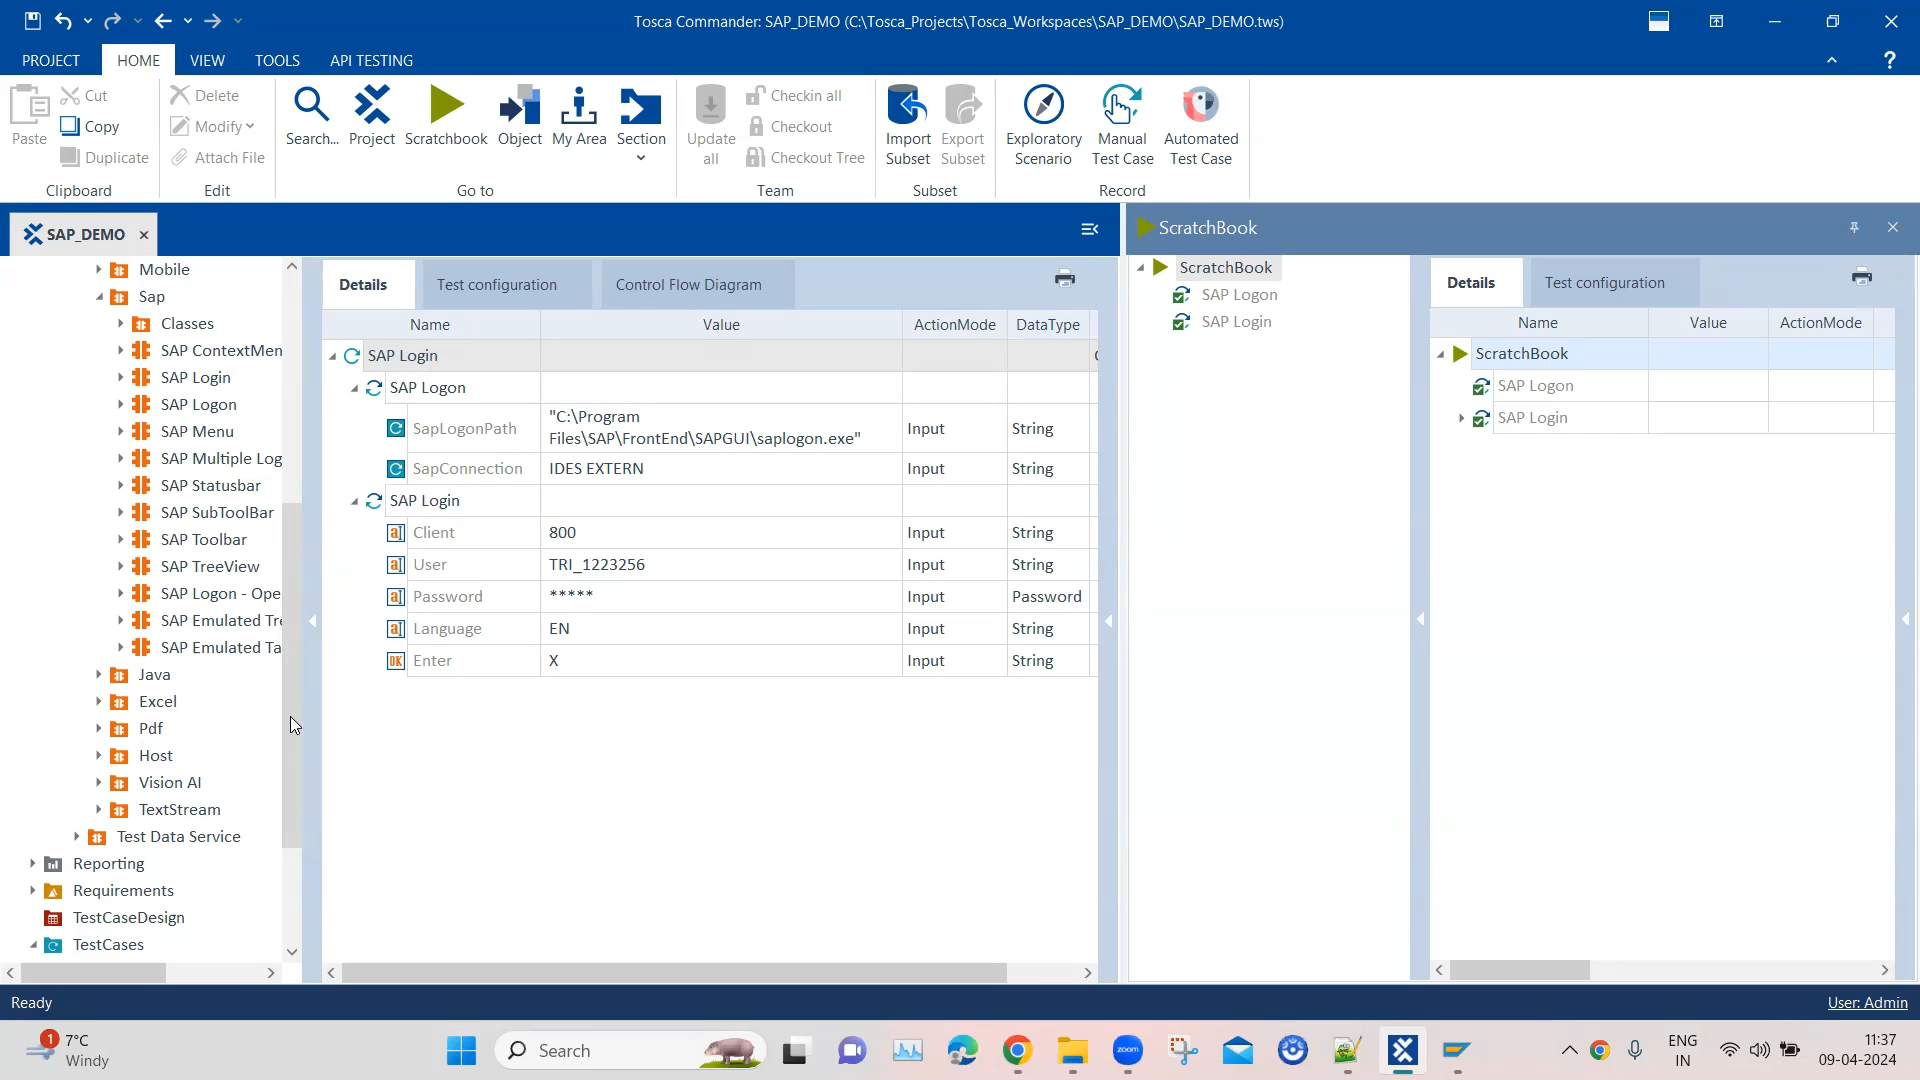 Tosca Commander: SAP_DEMO (C:\Tosca_Projects\Tosca_Workspaces\SAP_DEMO\SAP_DEMO.tws)
PROJECT HOME VIEW TOOLS API TESTING ?
Paste
Cut
Copy
Duplicate
Clipboard
Delete
Modify
Attach File
Edit
Search... Project Scratchbook Object My Area Section
Go to
Update all
Checkin all
Checkout
Checkout Tree
Team
Import Subset
Export Subset
Subset
Exploratory Scenario
Manual Test Case
Automated Test Case
Record
SAP_DEMO
ScratchBook
Mobile
Sap
Classes
SAP ContextMen
SAP Login
SAP Logon
SAP Menu
SAP Multiple Log
SAP Statusbar
SAP SubToolBar
SAP Toolbar
SAP TreeView
SAP Logon - Ope
SAP Emulated Tre
SAP Emulated Ta
Java
Excel
Pdf
Host
Vision AI
TextStream
Test Data Service
Reporting
Requirements
TestCaseDesign
TestCases
Details Test configuration Control Flow Diagram
Name Value ActionMode DataType
SAP Login
SAP Logon
SapLogonPath "C:\Program Files\SAP\FrontEnd\SAPGUI\saplogon.exe" Input String
SapConnection IDES EXTERN Input String
SAP Login
Client 800 Input String
User TRI_1223256 Input String
Password ***** Input Password
Language EN Input String
Enter X Input String
ScratchBook
SAP Logon
SAP Login
Details Test configuration
Name Value ActionMode
ScratchBook
SAP Logon
SAP Login
Ready
User: Admin
1
7°C
Windy
Search
zoom
ENG
IN
11:37
09-04-2024